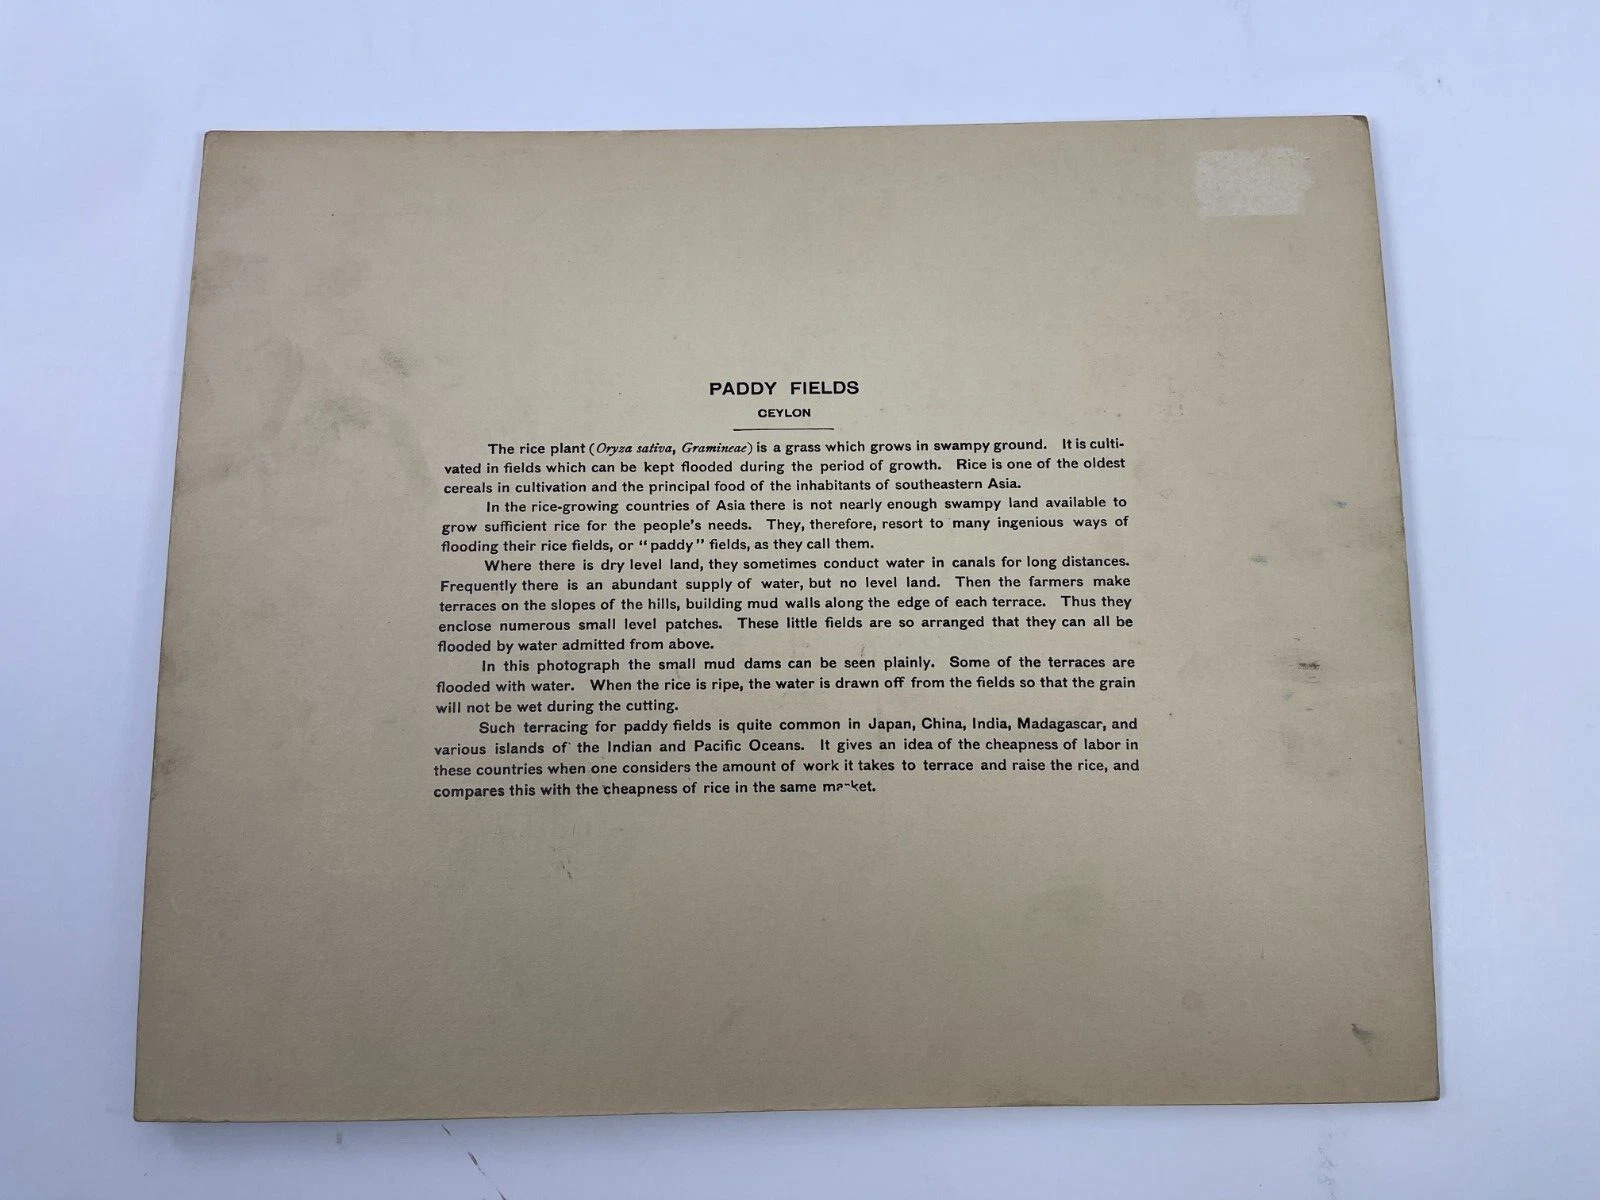 PADDY FIELDS
CEYLON
The rice plant (Oryza sativa, Gramineae) is a grass which grows in swampy ground. It is culti-
vated in fields which can be kept flooded during the period of growth. Rice is one of the oldest
cereals in cultivation and the principal food of the inhabitants of southeastern Asia.
In the rice-growing countries of Asia there is not nearly enough swampy land available to
grow sufficient rice for the people's needs. They, therefore, resort to many ingenious ways of
flooding their rice fields, or "paddy" fields, as they call them.
Where there is dry level land, they sometimes conduct water in canals for long distances.
Frequently there is an abundant supply of water, but no level land. Then the farmers make
terraces on the slopes of the hills, building mud walls along the edge of each terrace. Thus they
enclose numerous small level patches. These little fields are so arranged that they can all be
flooded by water admitted from above.
In this photograph the small mud dams can be seen plainly. Some of the terraces are
flooded with water. When the rice is ripe, the water is drawn off from the fields so that the grain
will not be wet during the cutting.
Such terracing for paddy fields is quite common in Japan, China, India, Madagascar, and
various islands of the Indian and Pacific Oceans. It gives an idea of the cheapness of labor in
these countries when one considers the amount of work it takes to terrace and raise the rice, and
compares this with the cheapness of rice in the same market.